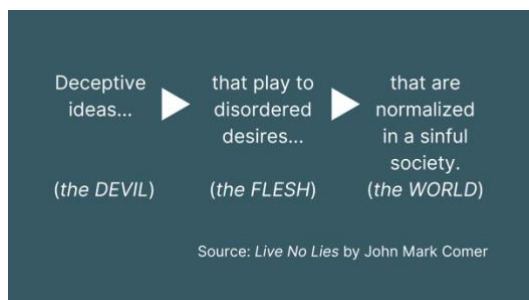 Deceptive
ideas...
(the DEVIL)
that play to
disordered
desires...
(the FLESH)
that are
normalized
in a sinful
society.
(the WORLD)
Source: Live No Lies by John Mark Comer